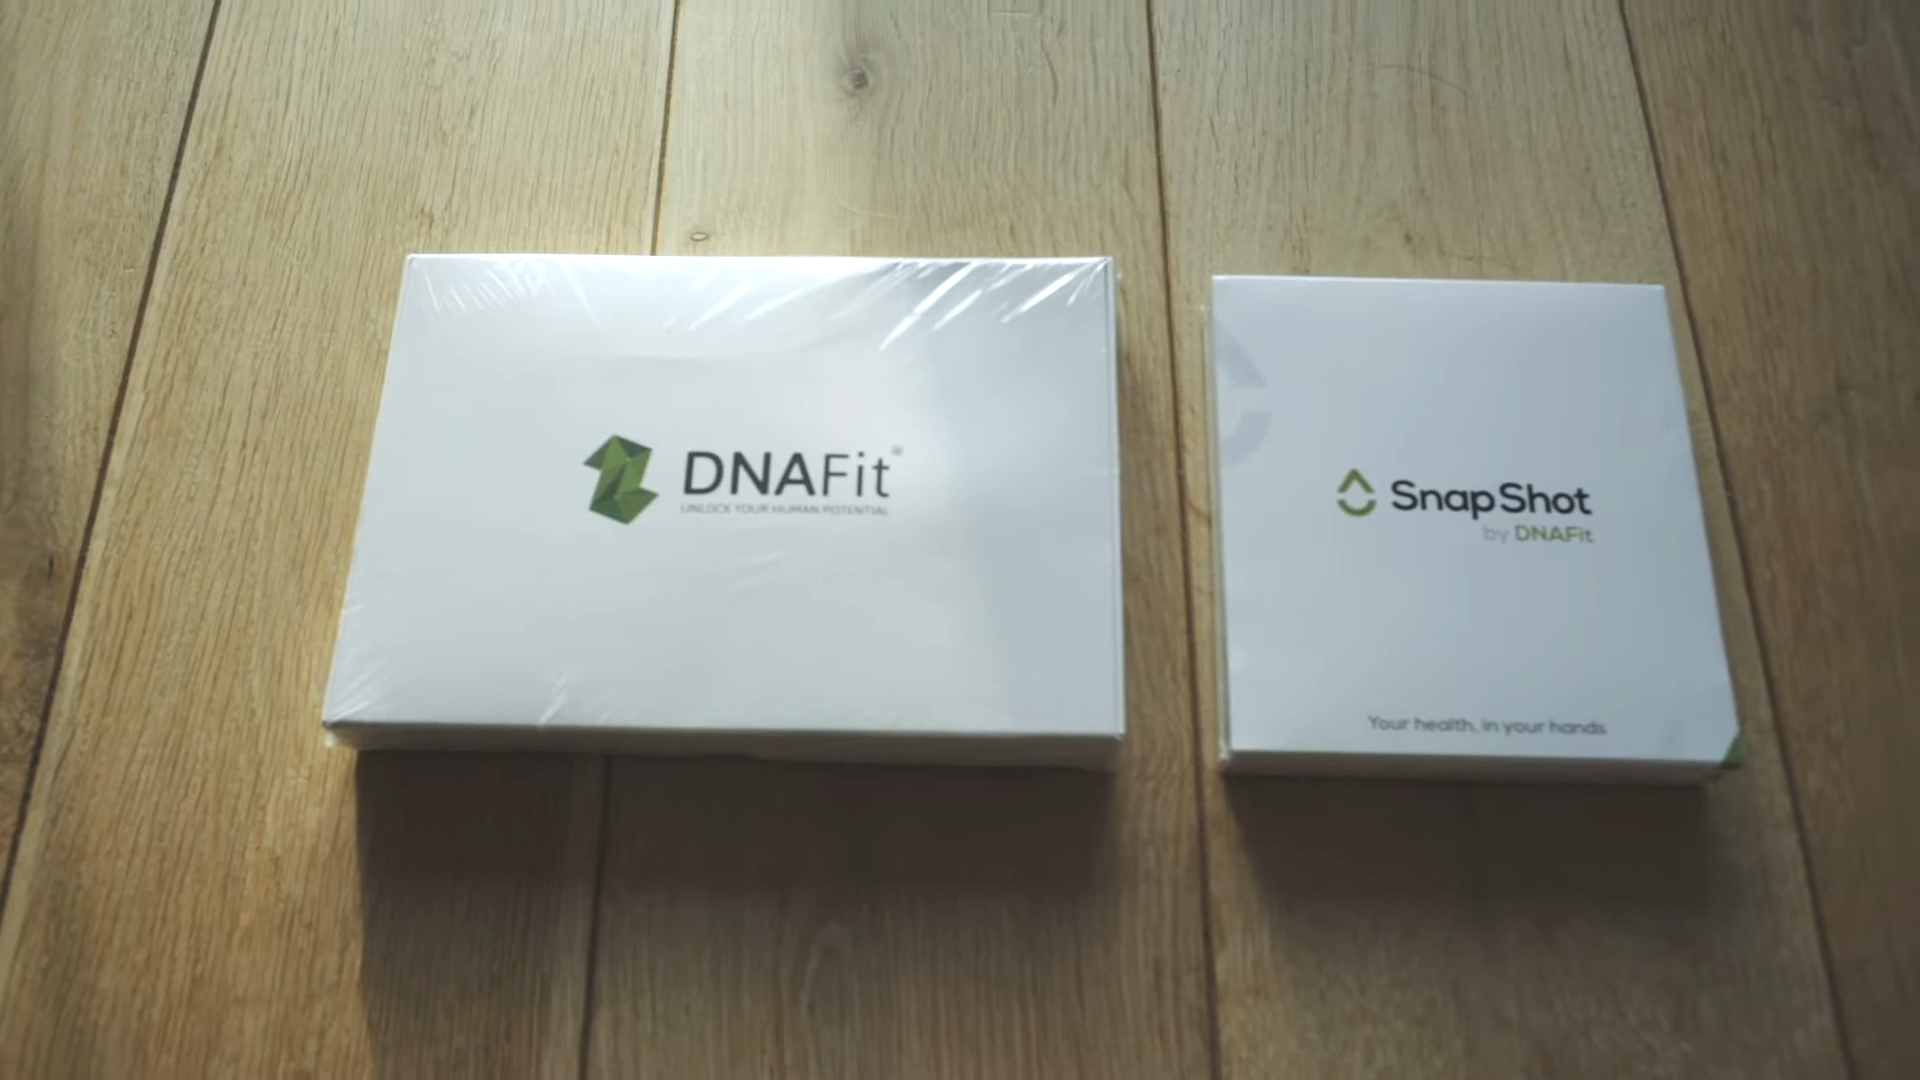 DNAFit®
UNLOCK YOUR HUMAN POTENTIAL
SnapShot
by DNAFit
Your health, in your hands